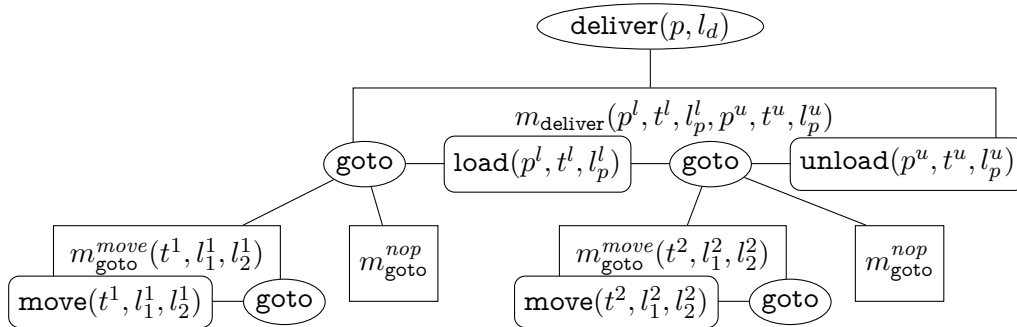 deliver(p, l_d)
m_deliver(p^l, t^l, l_p^l, p^u, t^u, l_p^u)
goto load(p^l, t^l, l_p^l) goto unload(p^u, t^u, l_p^u)
m_goto^move(t^1, l_1^1, l_2^1) m_goto^nop m_goto^move(t^2, l_1^2, l_2^2) m_goto^nop
move(t^1, l_1^1, l_2^1) goto move(t^2, l_1^2, l_2^2) goto